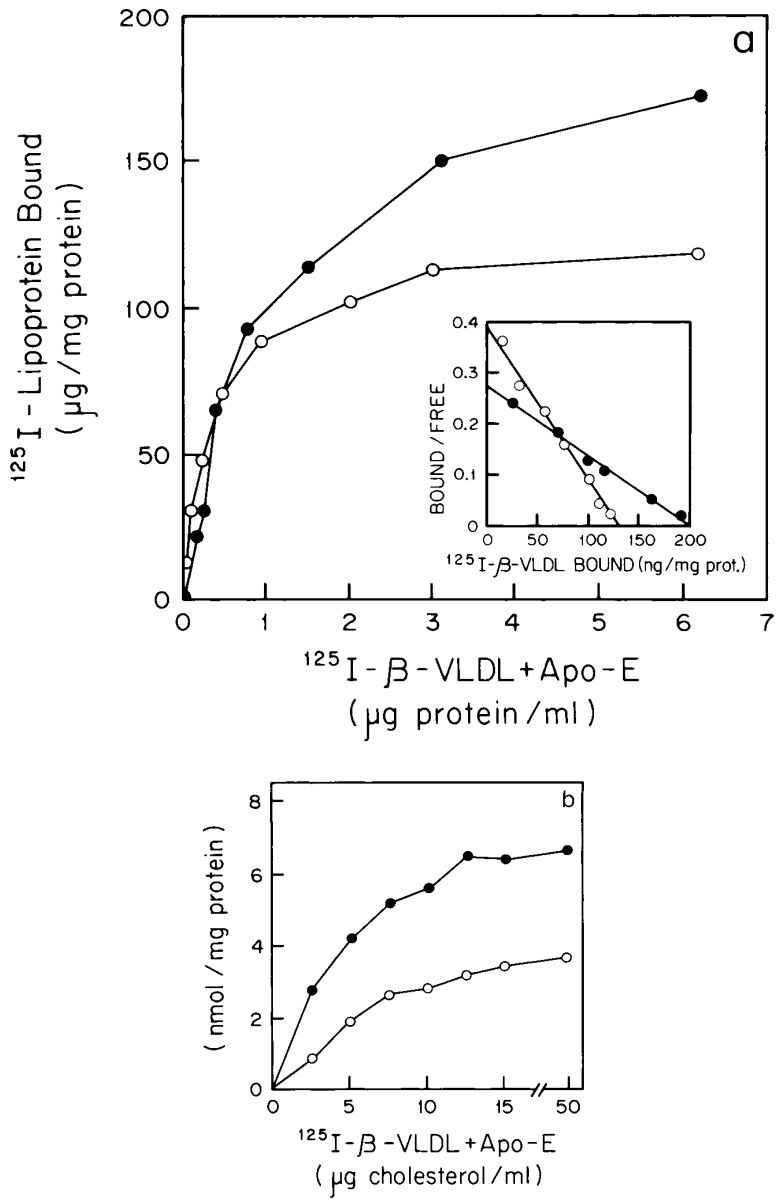 a
200
150
100
50
0
¹²⁵I - Lipoprotein Bound
(µg/mg protein)
0 1 2 3 4 5 6 7
¹²⁵I-β-VLDL+Apo-E
(µg protein/ml)
0.4
0.3
0.2
0.1
0
BOUND/FREE
0 50 100 150 200
¹²⁵I-β-VLDL BOUND (ng/mg prot.)
b
8
6
4
2
0
(nmol/mg protein)
0 5 10 15 50
¹²⁵I-β-VLDL+Apo-E
(µg cholesterol/ml)